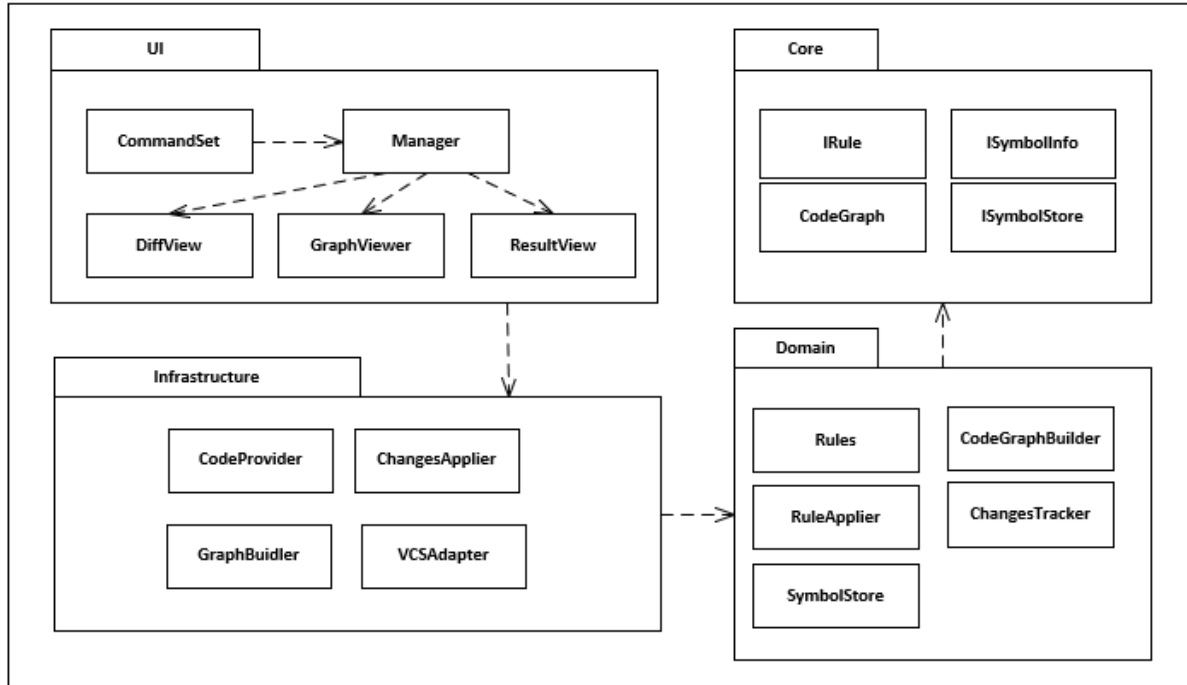 UI
CommandSet
Manager
DiffView
GraphViewer
ResultView
Core
IRule
ISymbolInfo
CodeGraph
ISymbolStore
Infrastructure
CodeProvider
ChangesApplier
GraphBuidler
VCSAdapter
Domain
Rules
CodeGraphBuilder
RuleApplier
ChangesTracker
SymbolStore